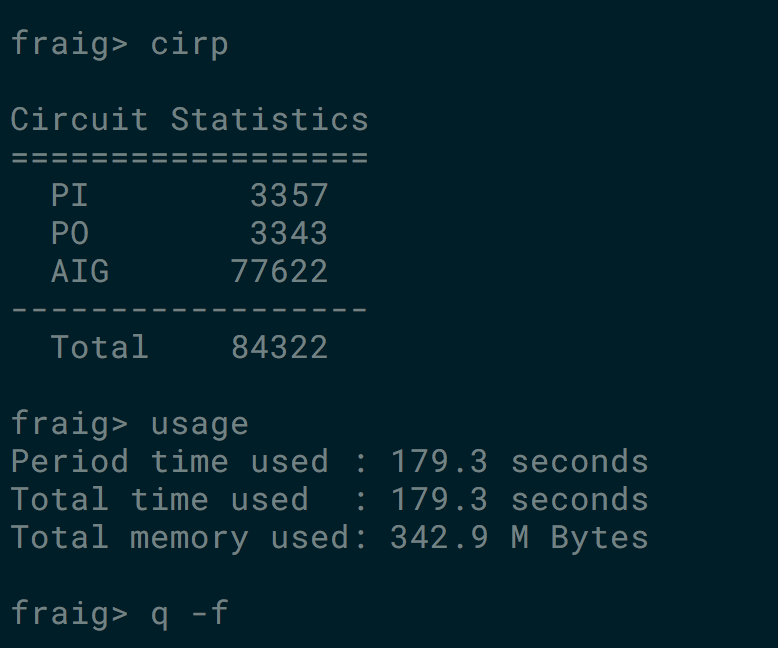 fraig> cirp
Circuit Statistics
==================
  PI        3357
  PO        3343
  AIG      77622
------------------
  Total    84322
fraig> usage
Period time used : 179.3 seconds
Total time used  : 179.3 seconds
Total memory used: 342.9 M Bytes
fraig> q -f